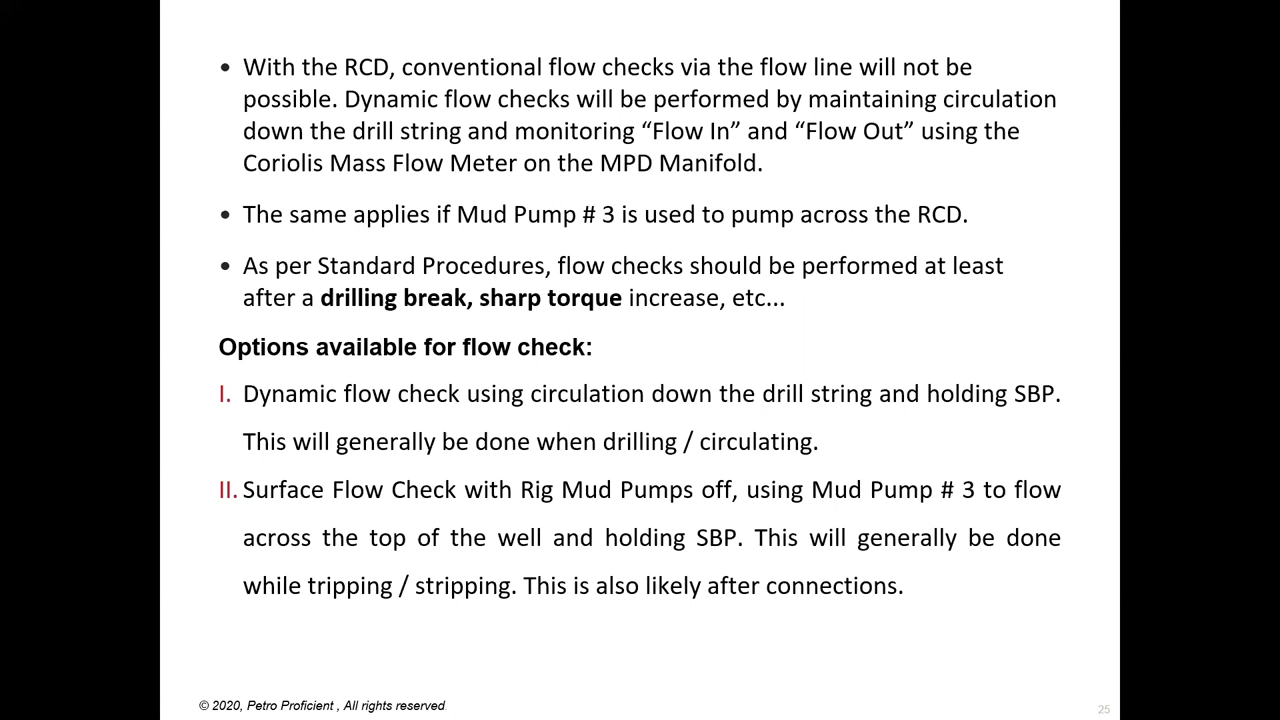 • With the RCD, conventional flow checks via the flow line will not be
possible. Dynamic flow checks will be performed by maintaining circulation
down the drill string and monitoring “Flow In” and “Flow Out” using the
Coriolis Mass Flow Meter on the MPD Manifold.
• The same applies if Mud Pump # 3 is used to pump across the RCD.
• As per Standard Procedures, flow checks should be performed at least
after a drilling break, sharp torque increase, etc...
Options available for flow check:
I. Dynamic flow check using circulation down the drill string and holding SBP.
This will generally be done when drilling / circulating.
II. Surface Flow Check with Rig Mud Pumps off, using Mud Pump # 3 to flow
across the top of the well and holding SBP. This will generally be done
while tripping / stripping. This is also likely after connections.
© 2020, Petro Proficient , All rights reserved
25